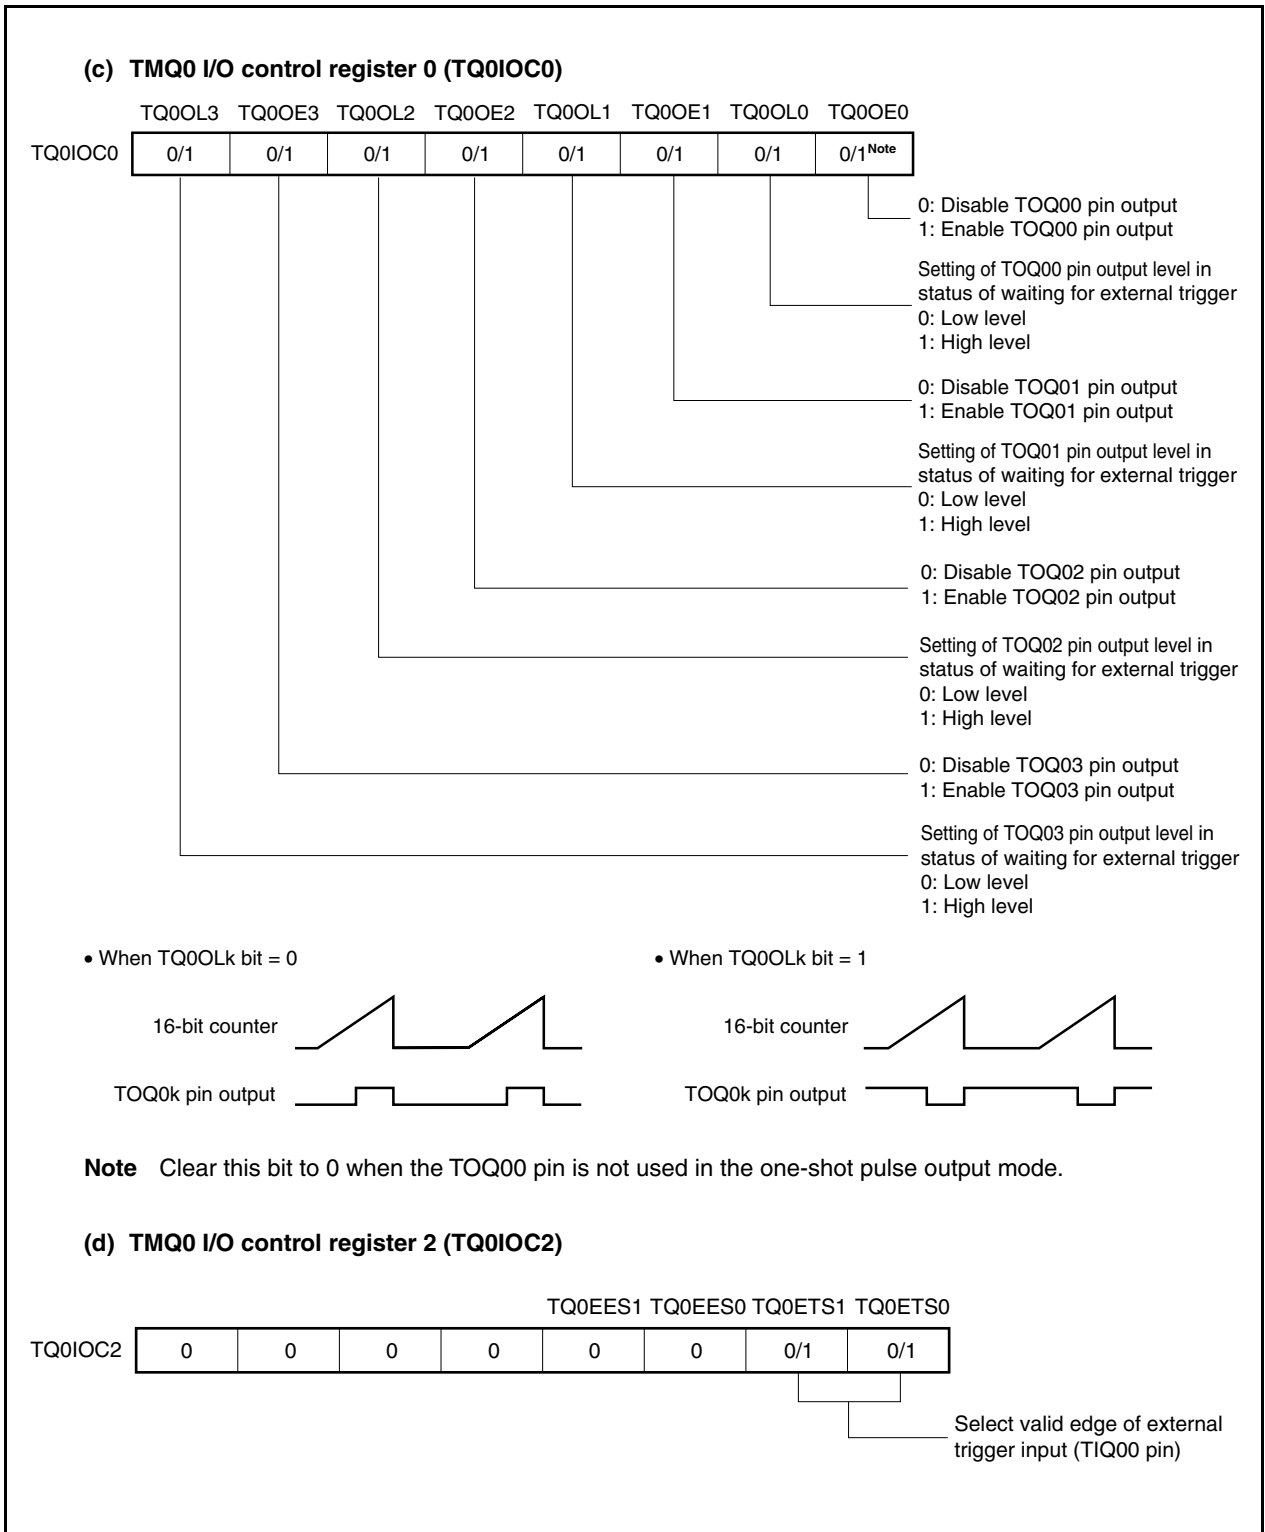 (c) TMQ0 I/O control register 0 (TQ0IOC0)
TQ0OL3 TQ0OE3 TQ0OL2 TQ0OE2 TQ0OL1 TQ0OE1 TQ0OL0 TQ0OE0
TQ0IOC0 0/1 0/1 0/1 0/1 0/1 0/1 0/1 0/1Note
0: Disable TOQ00 pin output
1: Enable TOQ00 pin output
Setting of TOQ00 pin output level in
status of waiting for external trigger
0: Low level
1: High level
0: Disable TOQ01 pin output
1: Enable TOQ01 pin output
Setting of TOQ01 pin output level in
status of waiting for external trigger
0: Low level
1: High level
0: Disable TOQ02 pin output
1: Enable TOQ02 pin output
Setting of TOQ02 pin output level in
status of waiting for external trigger
0: Low level
1: High level
0: Disable TOQ03 pin output
1: Enable TOQ03 pin output
Setting of TOQ03 pin output level in
status of waiting for external trigger
0: Low level
1: High level
• When TQ0OLk bit = 0
16-bit counter
TOQ0k pin output
• When TQ0OLk bit = 1
16-bit counter
TOQ0k pin output
Note Clear this bit to 0 when the TOQ00 pin is not used in the one-shot pulse output mode.
(d) TMQ0 I/O control register 2 (TQ0IOC2)
TQ0EES1 TQ0EES0 TQ0ETS1 TQ0ETS0
TQ0IOC2 0 0 0 0 0 0 0/1 0/1
Select valid edge of external
trigger input (TIQ00 pin)